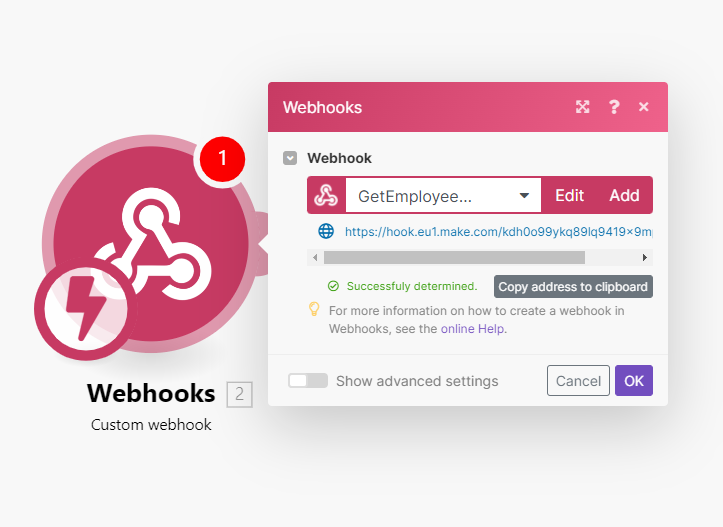 Webhooks
1
Webhook
GetEmployee...
Edit
Add
https://hook.eu1.make.com/kdh0o99ykq89lq9419×9m
Successfuly determined.
Copy address to clipboard
For more information on how to create a webhook in
Webhooks, see the online Help.
Show advanced settings
Cancel
OK
Webhooks 2
Custom webhook